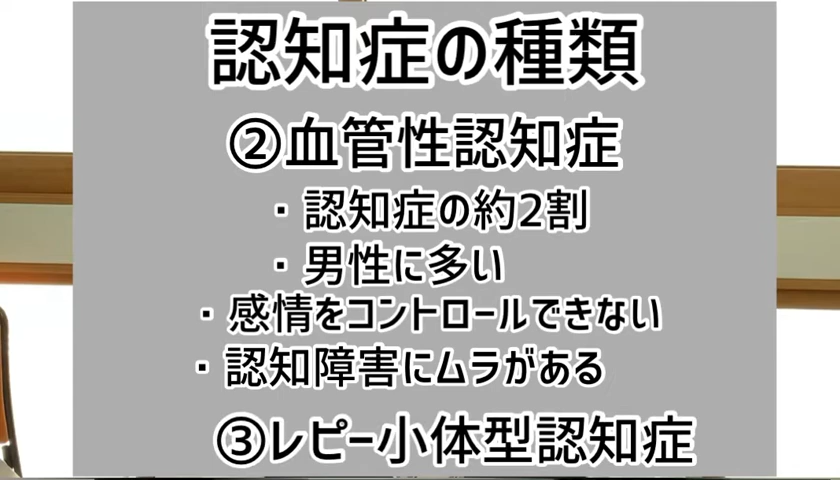 認知症の種類
②血管性認知症
・認知症の約2割
・男性に多い
・感情をコントロールできない
・認知障害にムラがある
③レピー小体型認知症